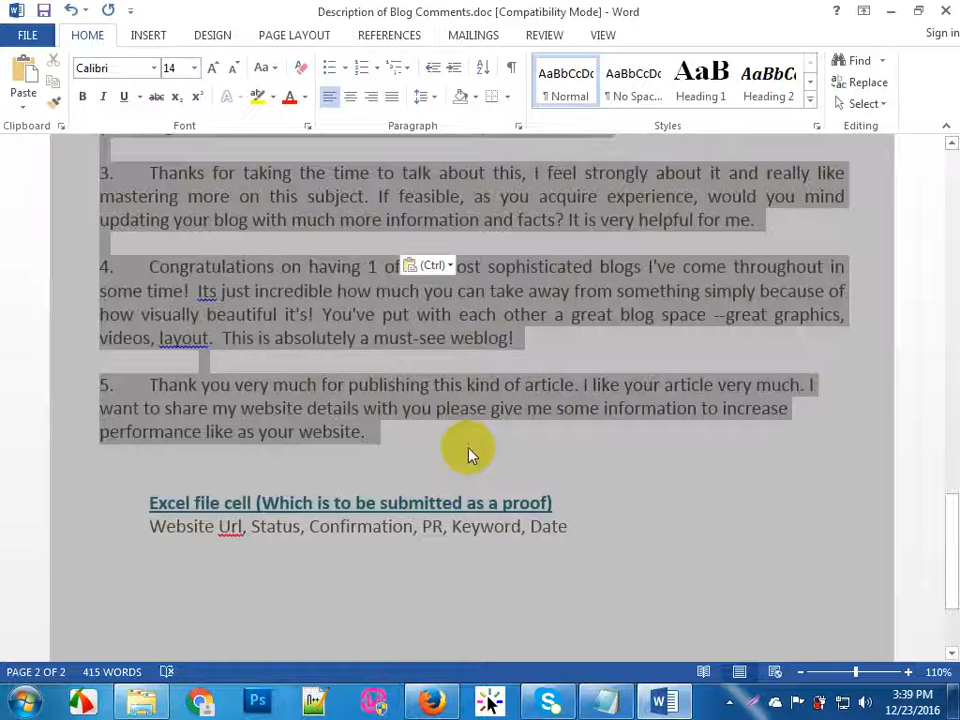 Description of Blog Comments.doc [Compatibility Mode] - Word
Sign in
FILE HOME INSERT DESIGN PAGE LAYOUT REFERENCES MAILINGS REVIEW VIEW
Calibri 14
Paste
AaBbCcDc AaBbCcDc AaB AaBbCc
¶ Normal ¶ No Spac... Heading 1 Heading 2
Find
Replace
Select
Clipboard Font Paragraph Styles Editing
3. Thanks for taking the time to talk about this, I feel strongly about it and really like
mastering more on this subject. If feasible, as you acquire experience, would you mind
updating your blog with much more information and facts? It is very helpful for me.
4. Congratulations on having 1 of (Ctrl) ost sophisticated blogs I've come throughout in
some time! Its just incredible how much you can take away from something simply because of
how visually beautiful it's! You've put with each other a great blog space --great graphics,
videos, layout. This is absolutely a must-see weblog!
5. Thank you very much for publishing this kind of article. I like your article very much. I
want to share my website details with you please give me some information to increase
performance like as your website.
Excel file cell (Which is to be submitted as a proof)
Website Url, Status, Confirmation, PR, Keyword, Date
PAGE 2 OF 2 415 WORDS 110%
3:39 PM
12/23/2016